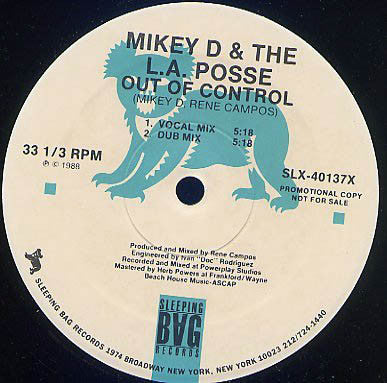 MIKEY D & THE
L.A. POSSE
OUT OF CONTROL
(MIKEY D, RENE CAMPOS)
1. VOCAL MIX 5:18
2. DUB MIX 5:18
33 1/3 RPM
℗ © 1988
SLX-40137X
PROMOTIONAL COPY
NOT FOR SALE
Produced and Mixed by Rene Campos
Engineered by Ivan "Doc" Rodriguez
Recorded and Mixed at Powerplay Studios
Mastered by Herb Powers at Frankford/Wayne
Beach House Music-ASCAP
SLEEPING
BAG
RECORDS
SLEEPING BAG RECORDS 1974 BROADWAY NEW YORK, NEW YORK 10023 212/724-1440